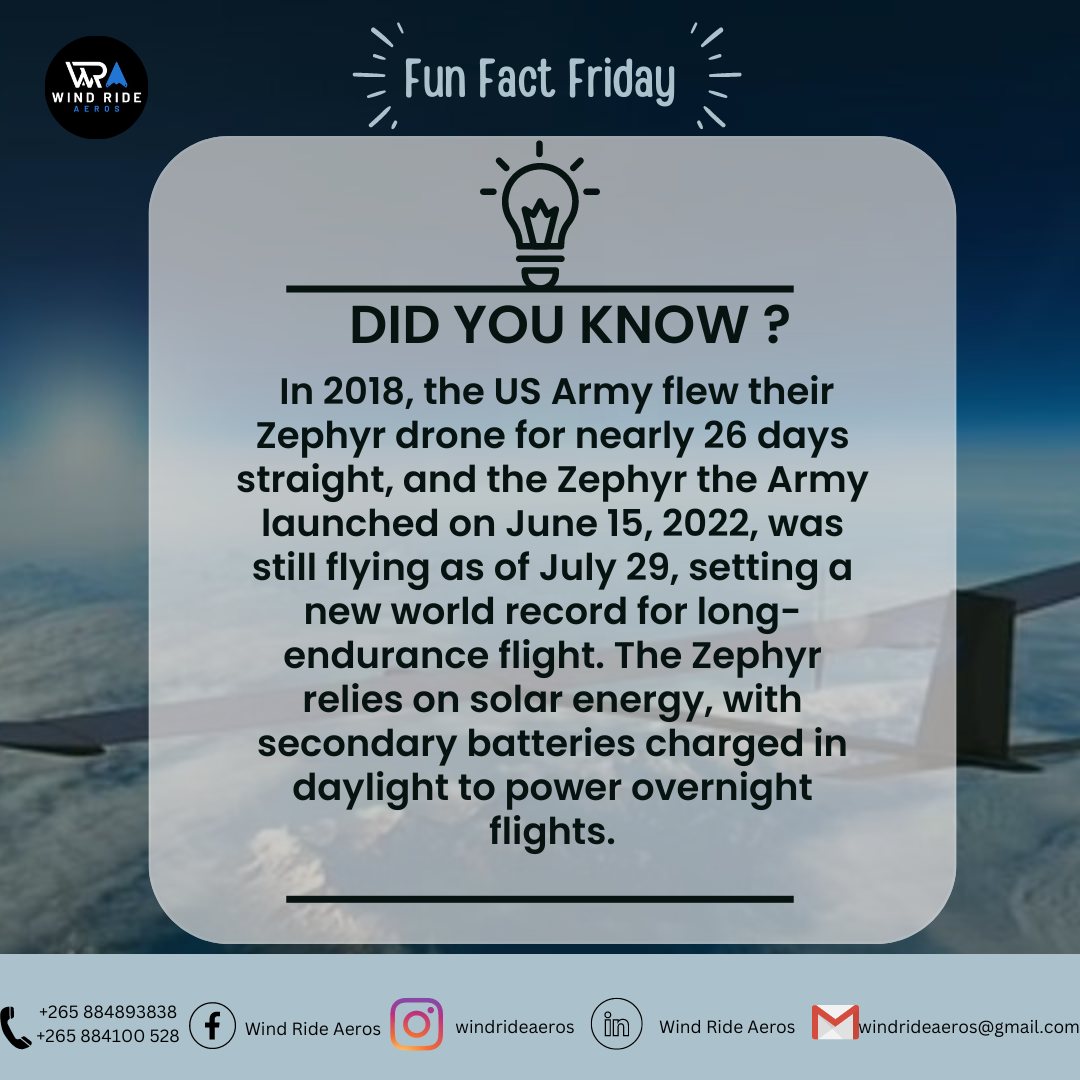 WRA
WIND RIDE
AEROS
Fun Fact Friday
DID YOU KNOW ?
In 2018, the US Army flew their
Zephyr drone for nearly 26 days
straight, and the Zephyr the Army
launched on June 15, 2022, was
still flying as of July 29, setting a
new world record for long-
endurance flight. The Zephyr
relies on solar energy, with
secondary batteries charged in
daylight to power overnight
flights.
+265 884893838
+265 884100 528
Wind Ride Aeros
windrideaeros
in
Wind Ride Aeros
windrideaeros@gmail.com